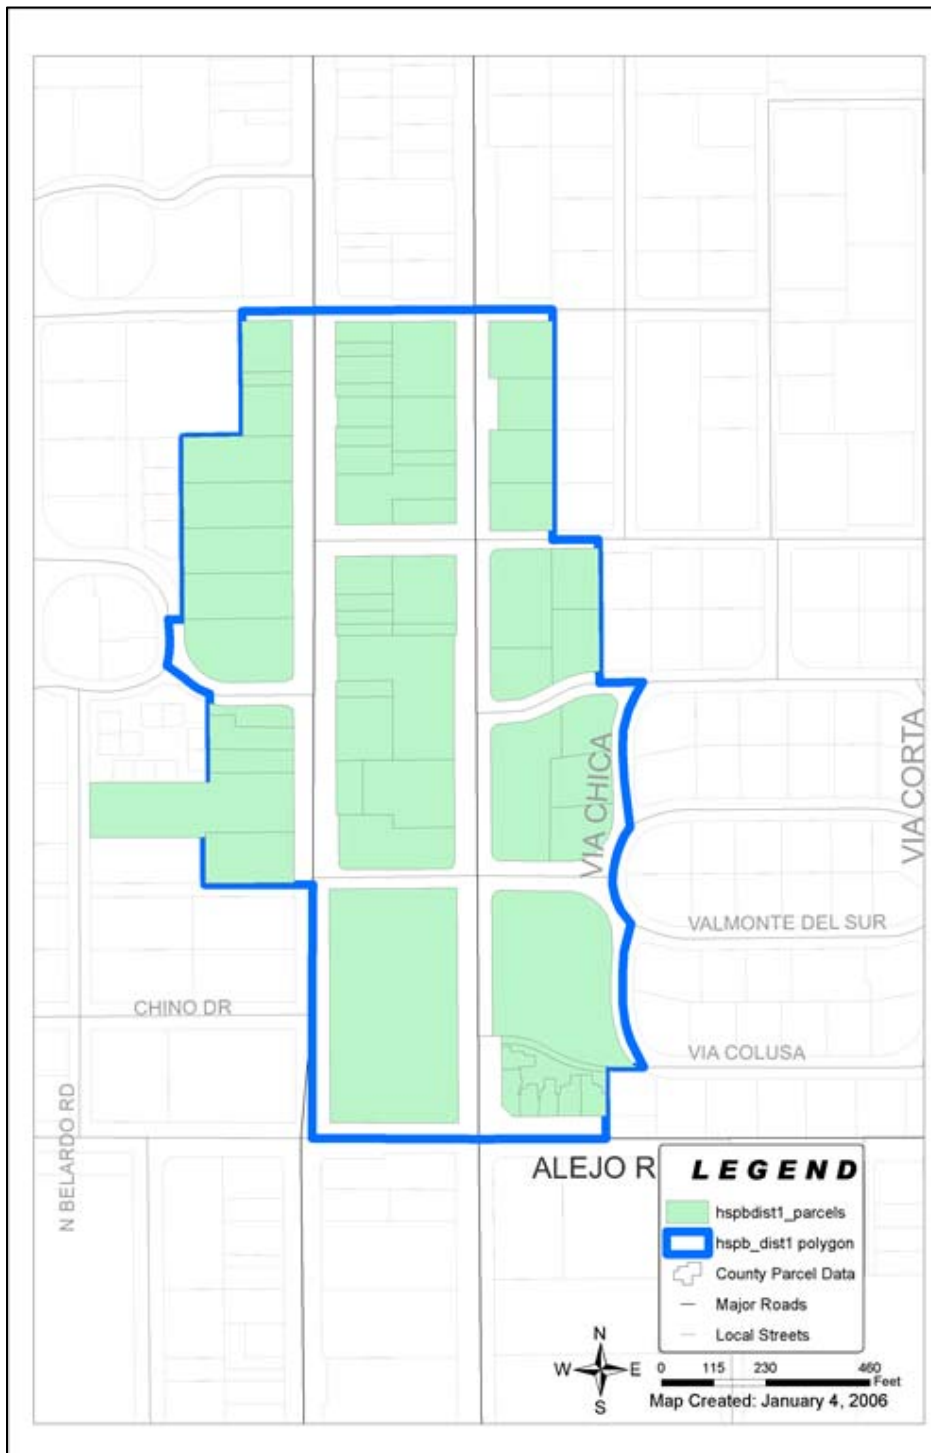 VIA CHICA
VIA CORTA
VALMONTE DEL SUR
CHINO DR
VIA COLUSA
N BELARDO RD
ALEJO R
LEGEND
hspbdist1_parcels
hspb_dist1 polygon
County Parcel Data
Major Roads
Local Streets
N
W E
S
0 115 230 460
Feet
Map Created: January 4, 2006